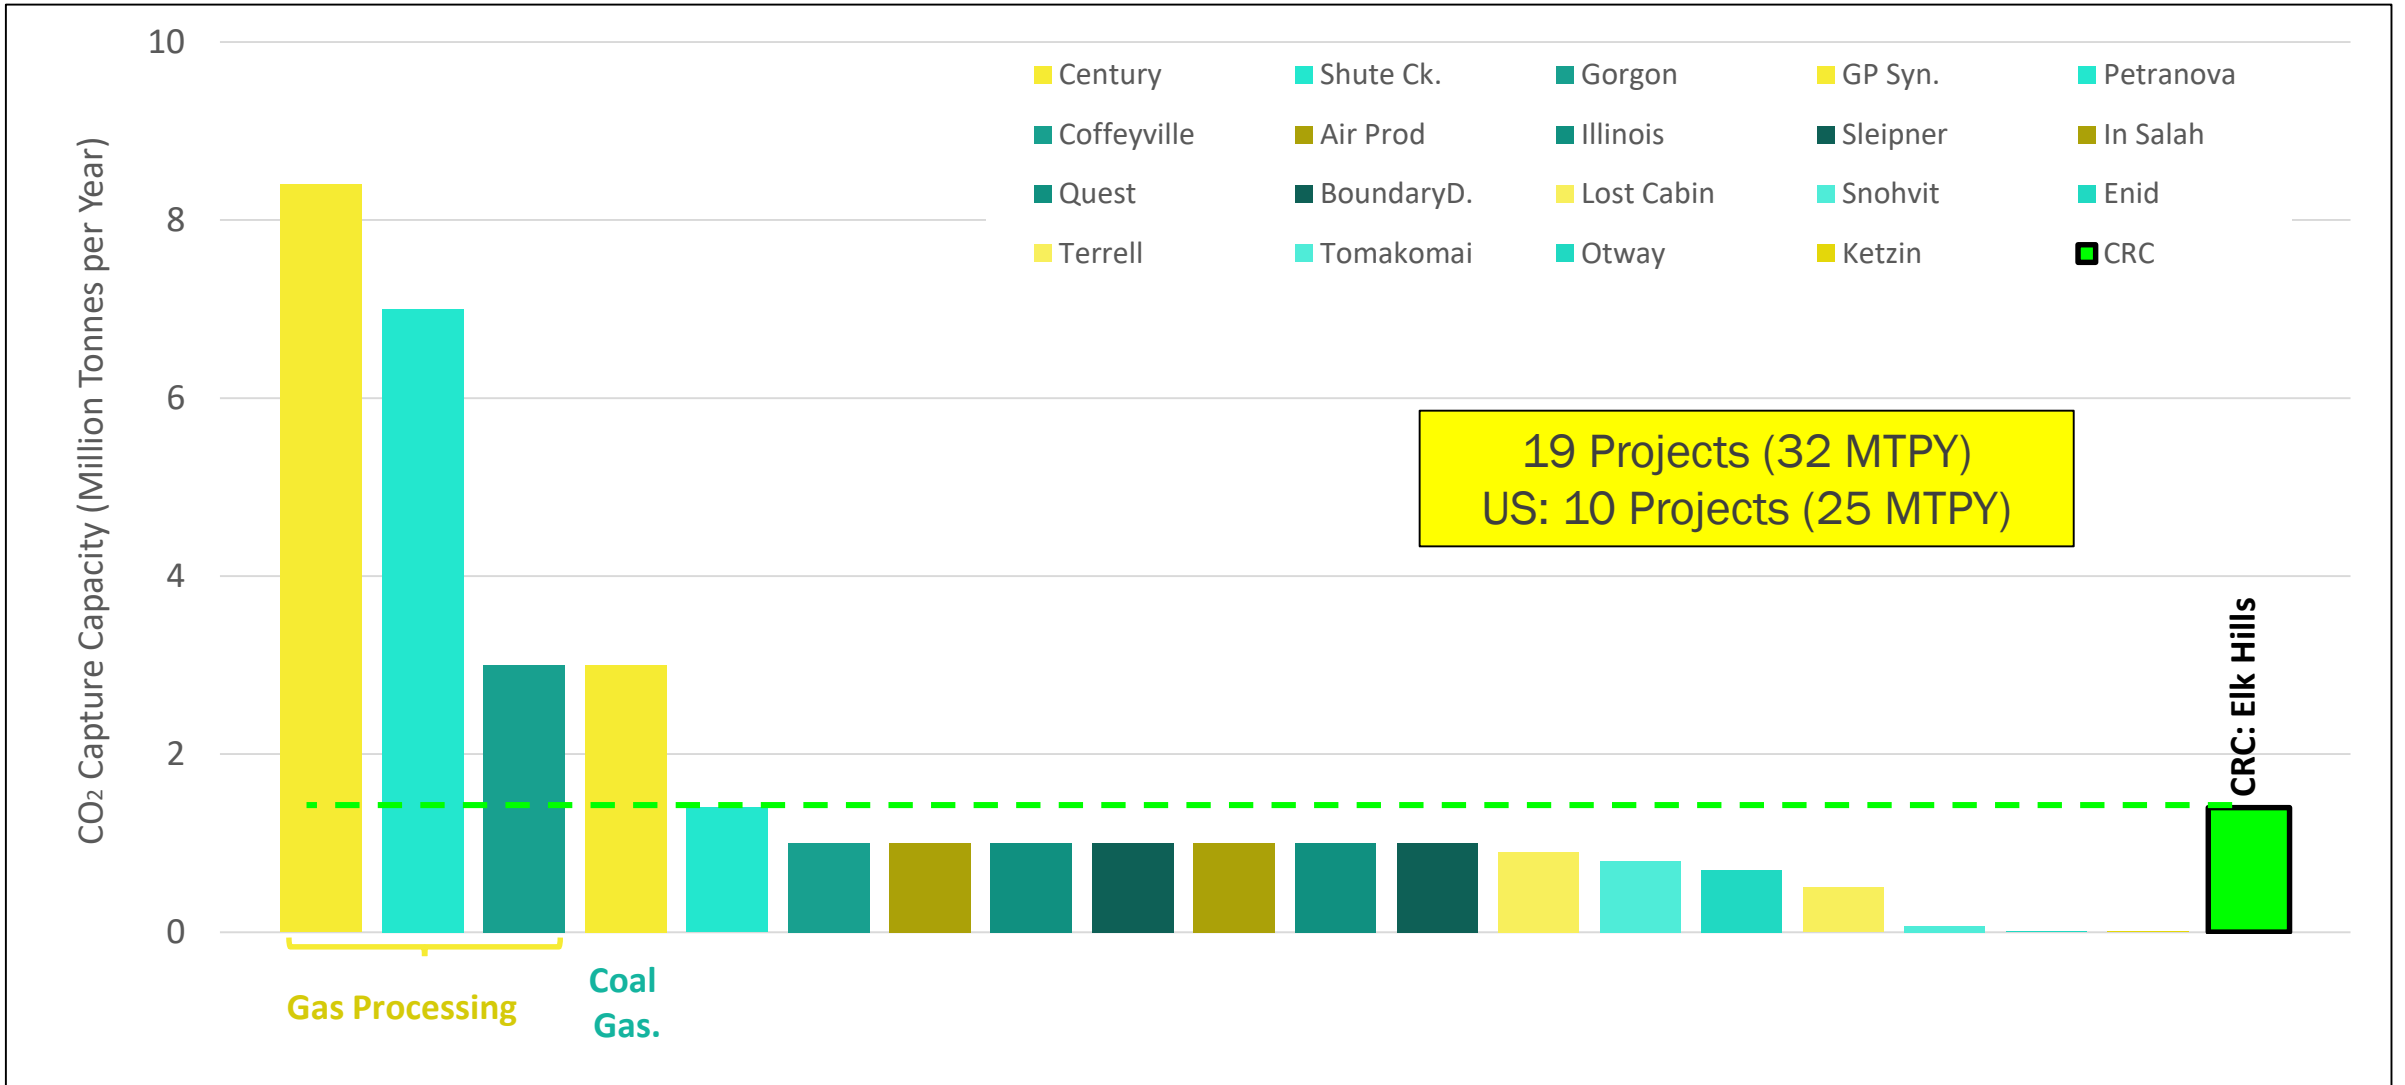 CO2 Capture Capacity (Million Tonnes per Year)
10
8
6
4
2
0
Century
Shute Ck.
Gorgon
GP Syn.
Petranova
Coffeyville
Air Prod
Illinois
Sleipner
In Salah
Quest
BoundaryD.
Lost Cabin
Snohvit
Enid
Terrell
Tomakomai
Otway
Ketzin
CRC
19 Projects (32 MTPY)
US: 10 Projects (25 MTPY)
CRC: Elk Hills
Gas Processing
Coal
Gas.